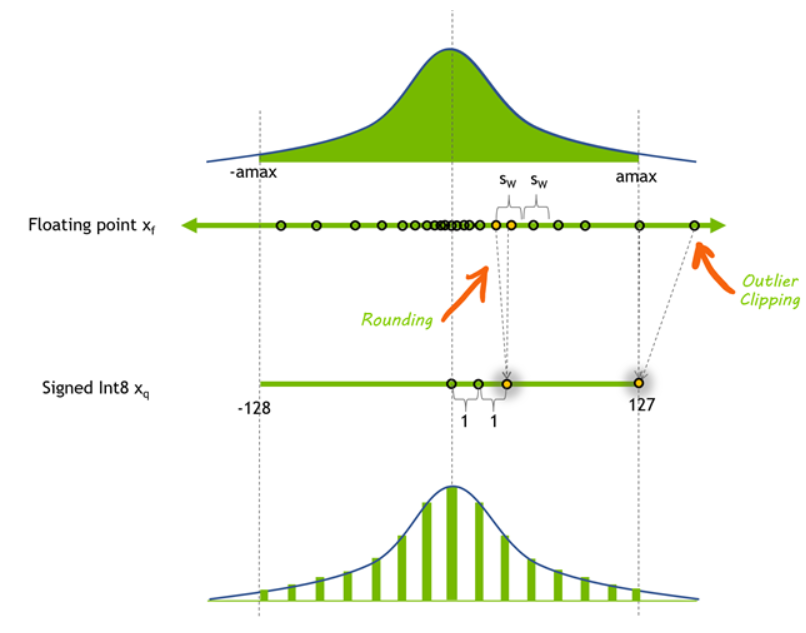 -amax
amax
s_w s_w
Floating point x_f
Outlier
Clipping
Rounding
Signed Int8 x_q
-128
127
1 1